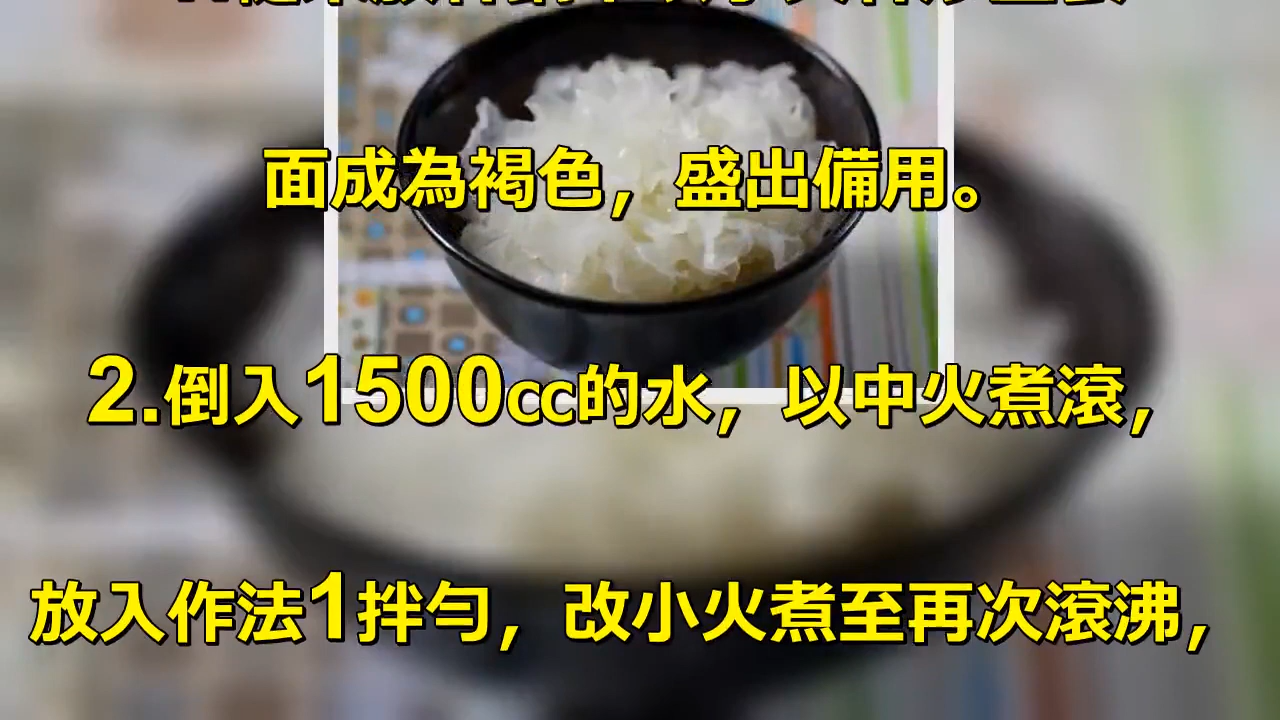 面成為褐色，盛出備用。
2.倒入1500cc的水，以中火煮滾，
放入作法1拌勻，改小火煮至再次滾沸，